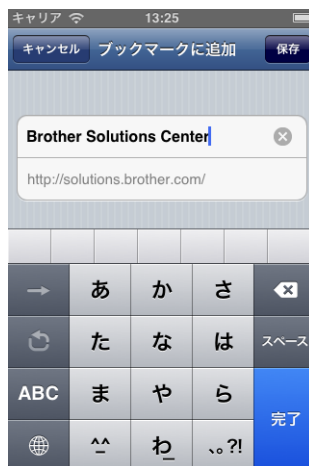 キャリア 13:25
キャンセル ブックマークに追加 保存
Brother Solutions Center
http://solutions.brother.com/
→ あ か さ
た な は スペース
ABC ま や ら 完了
^^ わ 、。?!